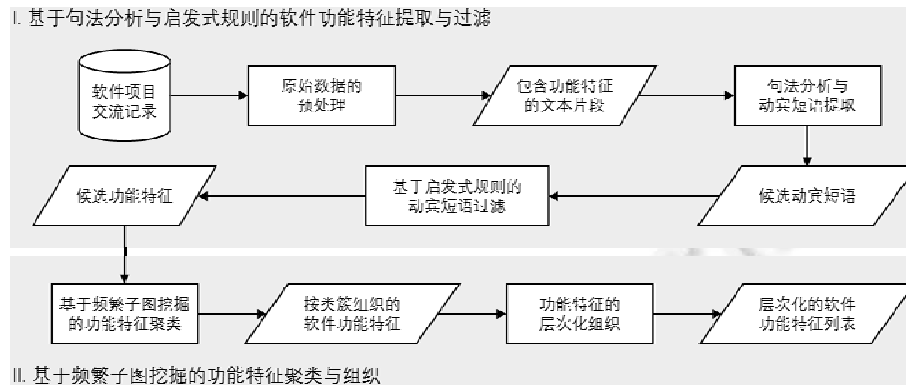 I. 基于句法分析与启发式规则的软件功能特征提取与过滤
软件项目
交流记录
原始数据的
预处理
包含功能特征
的文本片段
句法分析与
动宾短语提取
候选功能特征
基于启发式规则的
动宾短语过滤
候选动宾短语
基于频繁子图挖掘
的功能特征聚类
按类簇组织的
软件功能特征
功能特征的
层次化组织
层次化的软件
功能特征列表
II. 基于频繁子图挖掘的功能特征聚类与组织